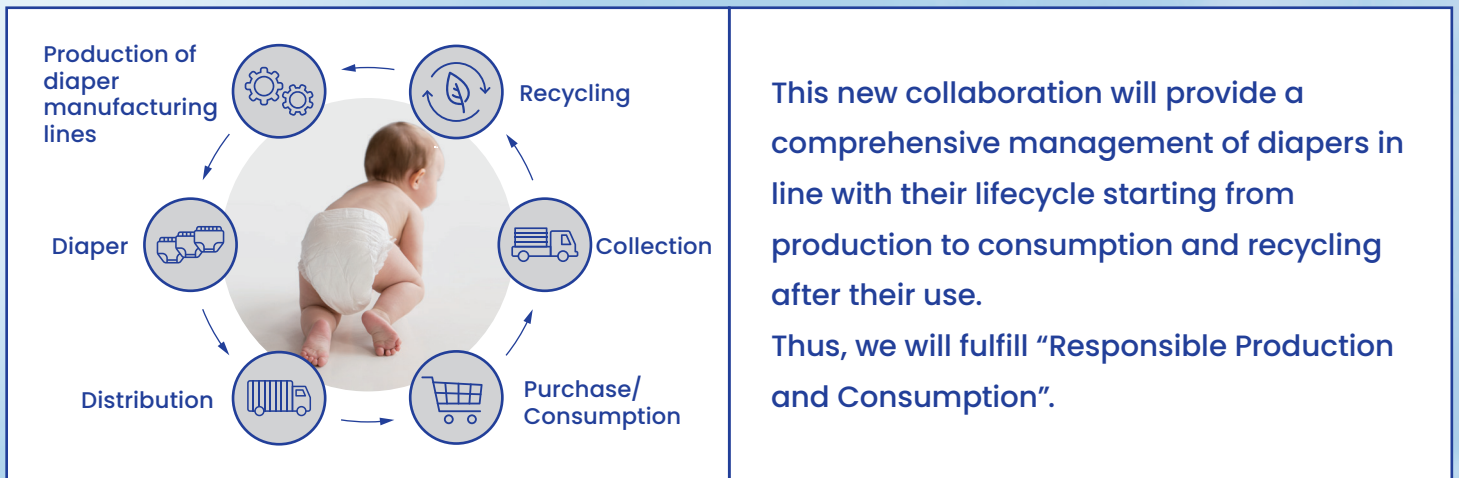 Production of
diaper
manufacturing
lines
Recycling
Diaper
Collection
Distribution
Purchase/
Consumption
This new collaboration will provide a
comprehensive management of diapers in
line with their lifecycle starting from
production to consumption and recycling
after their use.
Thus, we will fulfill “Responsible Production
and Consumption”.